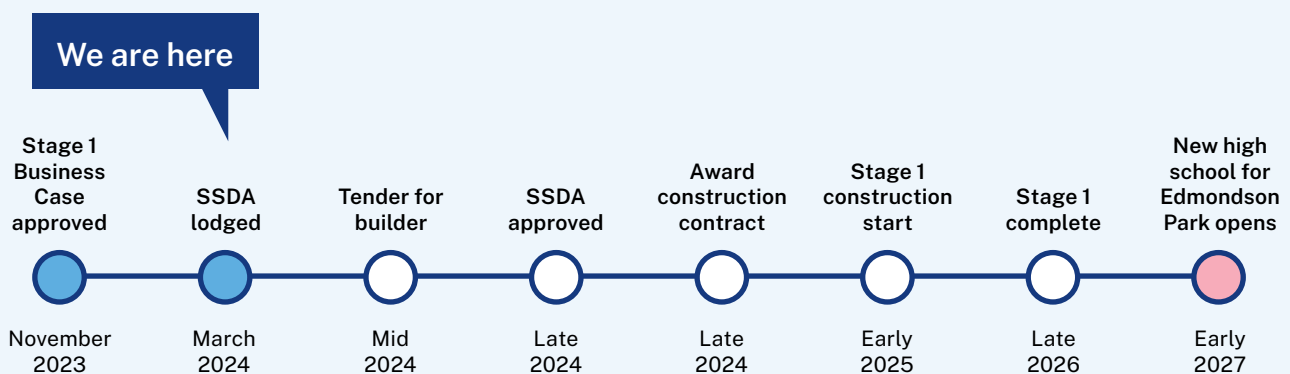 We are here
Stage 1
Business
Case
approved
SSDA
lodged
Tender for
builder
SSDA
approved
Award
construction
contract
Stage 1
construction
start
Stage 1
complete
New high
school for
Edmondson
Park opens
November
2023
March
2024
Mid
2024
Late
2024
Late
2024
Early
2025
Late
2026
Early
2027